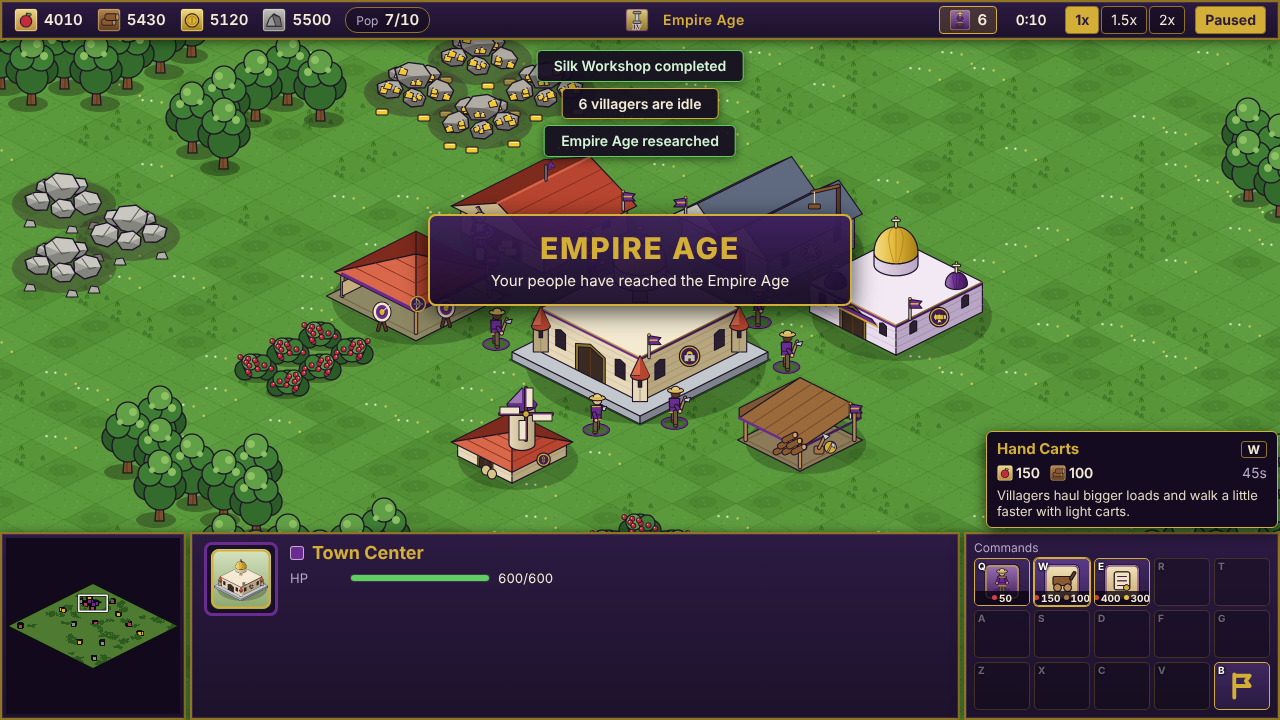 4010
5430
5120
5500
Pop 7/10
Empire Age
6
0:10
1x
1.5x
2x
Paused
Silk Workshop completed
6 villagers are idle
Empire Age researched
EMPIRE AGE
Your people have reached the Empire Age
Hand Carts
W
150
100
45s
Villagers haul bigger loads and walk a little
faster with light carts.
Town Center
HP
600/600
Commands
Q
50
W
150 100
E
400 300
R
T
A
S
D
F
G
Z
X
C
V
B